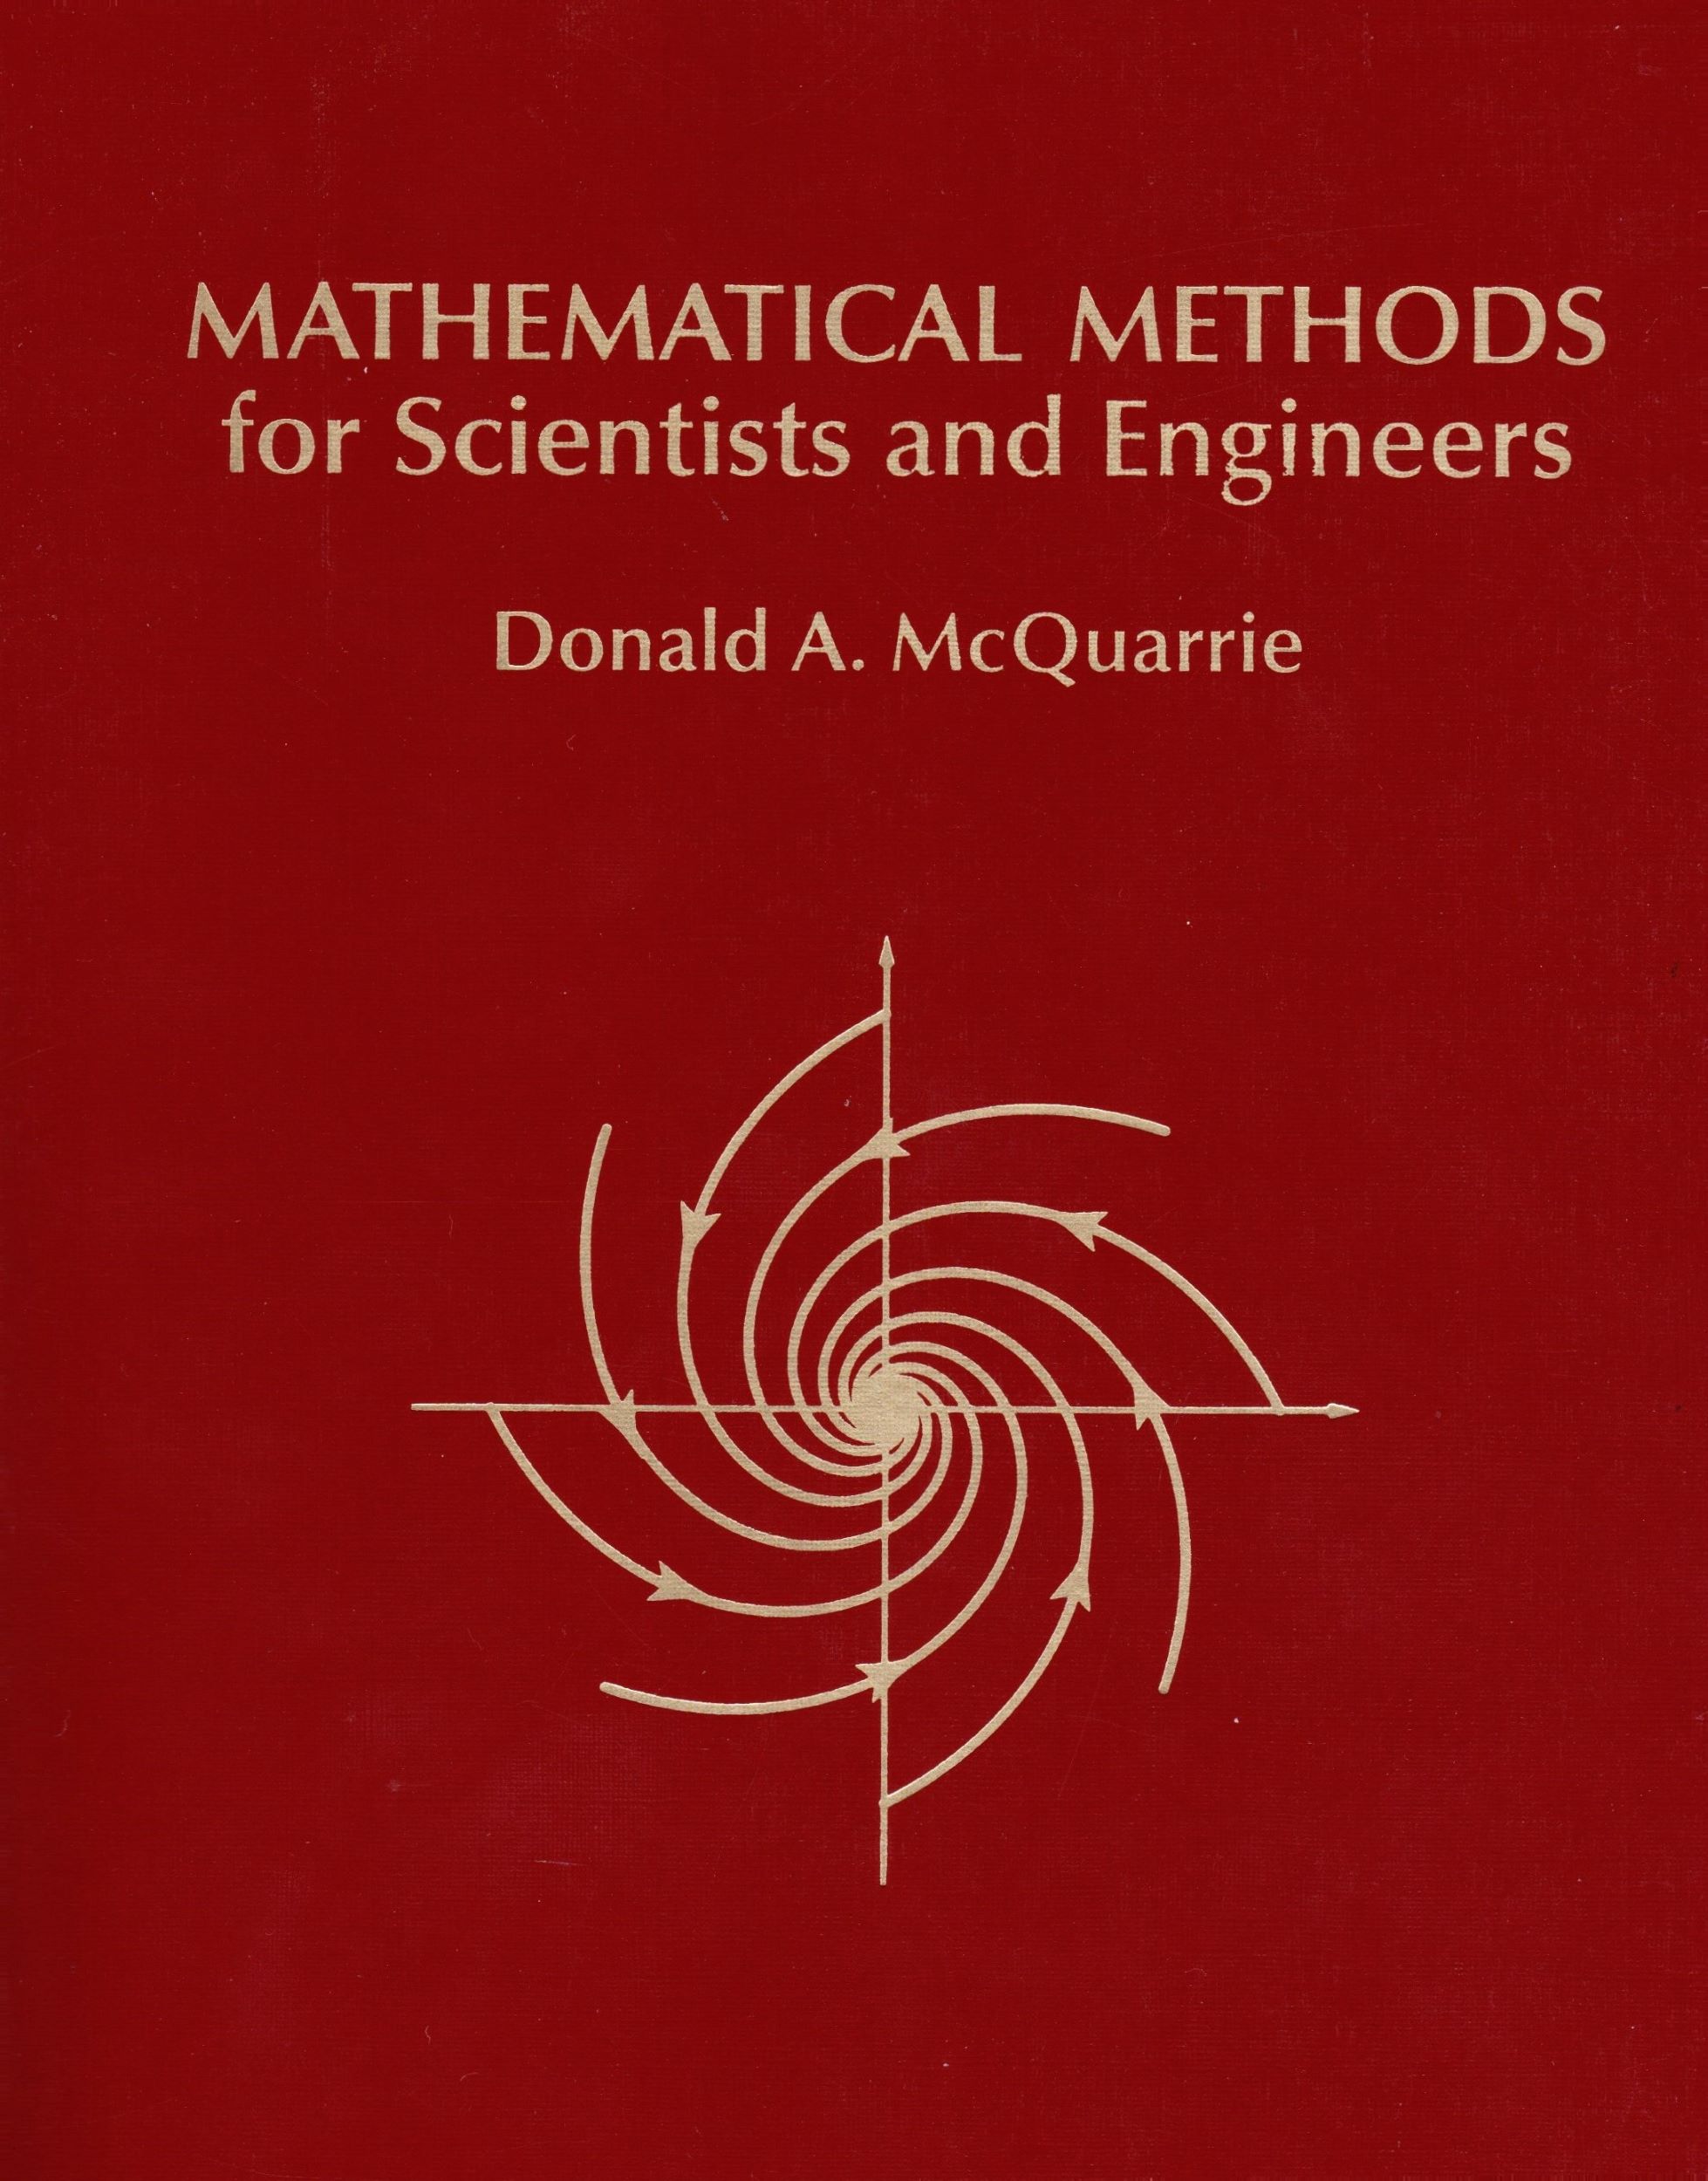 MATHEMATICAL METHODS
for Scientists and Engineers
Donald A. McQuarrie